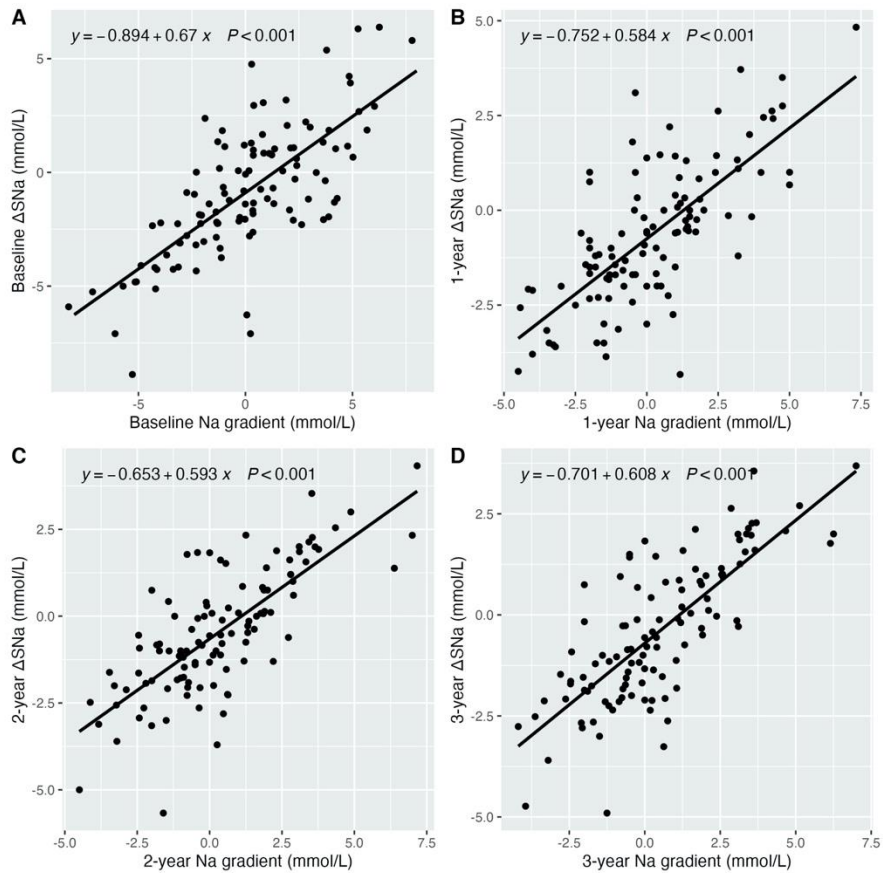 A
y = −0.894 + 0.67 x P < 0.001
5
0
-5
Baseline ΔSNa (mmol/L)
-5 0 5
Baseline Na gradient (mmol/L)
B
y = −0.752 + 0.584 x P < 0.001
5.0
2.5
0.0
-2.5
1-year ΔSNa (mmol/L)
-5.0 -2.5 0.0 2.5 5.0 7.5
1-year Na gradient (mmol/L)
C
y = −0.653 + 0.593 x P < 0.001
2.5
0.0
-2.5
-5.0
2-year ΔSNa (mmol/L)
-5.0 -2.5 0.0 2.5 5.0 7.5
2-year Na gradient (mmol/L)
D
y = −0.701 + 0.608 x P < 0.001
2.5
0.0
-2.5
-5.0
3-year ΔSNa (mmol/L)
-2.5 0.0 2.5 5.0
3-year Na gradient (mmol/L)